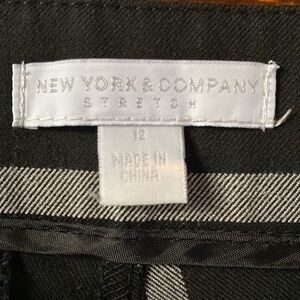 NEW YORK & COMPANY
STRETCH
12
MADE IN
CHINA